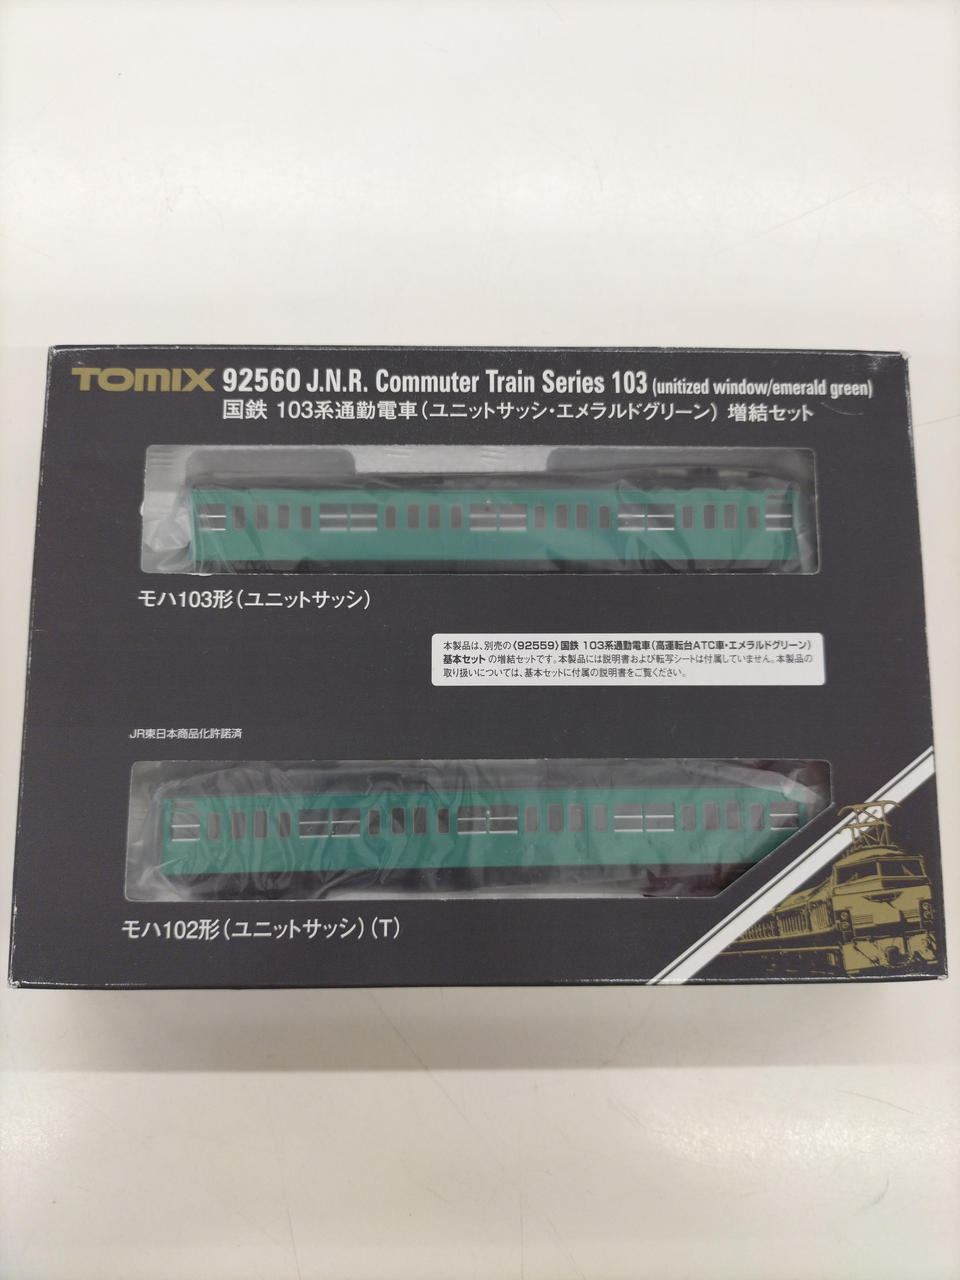 TOMIX 92560 J.N.R. Commuter Train Series 103 (unitized window/emerald green)
国鉄 103系通勤電車(ユニットサッシ・エメラルドグリーン) 増結セット
モハ103形(ユニットサッシ)
本製品は、別売の〈92559〉国鉄 103系通勤電車(高運転台ATC車・エメラルドグリーン)
基本セット の増結セットです。本製品には説明書および転写シートは付属していません。本製品の
取り扱いについては、基本セットに付属の説明書をご覧ください。
JR東日本商品化許諾済
モハ102形(ユニットサッシ)(T)